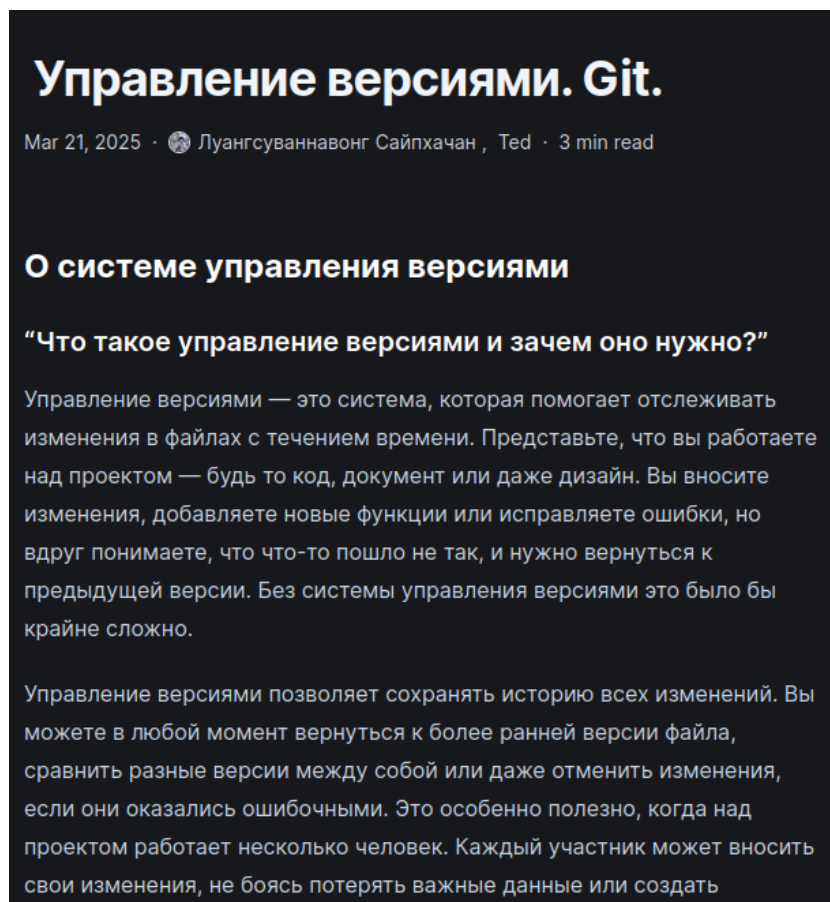 Управление версиями. Git.
Mar 21, 2025 · Луангсуваннавонг Сайпхачан , Ted · 3 min read
О системе управления версиями
“Что такое управление версиями и зачем оно нужно?”
Управление версиями — это система, которая помогает отслеживать
изменения в файлах с течением времени. Представьте, что вы работаете
над проектом — будь то код, документ или даже дизайн. Вы вносите
изменения, добавляете новые функции или исправляете ошибки, но
вдруг понимаете, что что-то пошло не так, и нужно вернуться к
предыдущей версии. Без системы управления версиями это было бы
крайне сложно.
Управление версиями позволяет сохранять историю всех изменений. Вы
можете в любой момент вернуться к более ранней версии файла,
сравнить разные версии между собой или даже отменить изменения,
если они оказались ошибочными. Это особенно полезно, когда над
проектом работает несколько человек. Каждый участник может вносить
свои изменения, не боясь потерять важные данные или создать